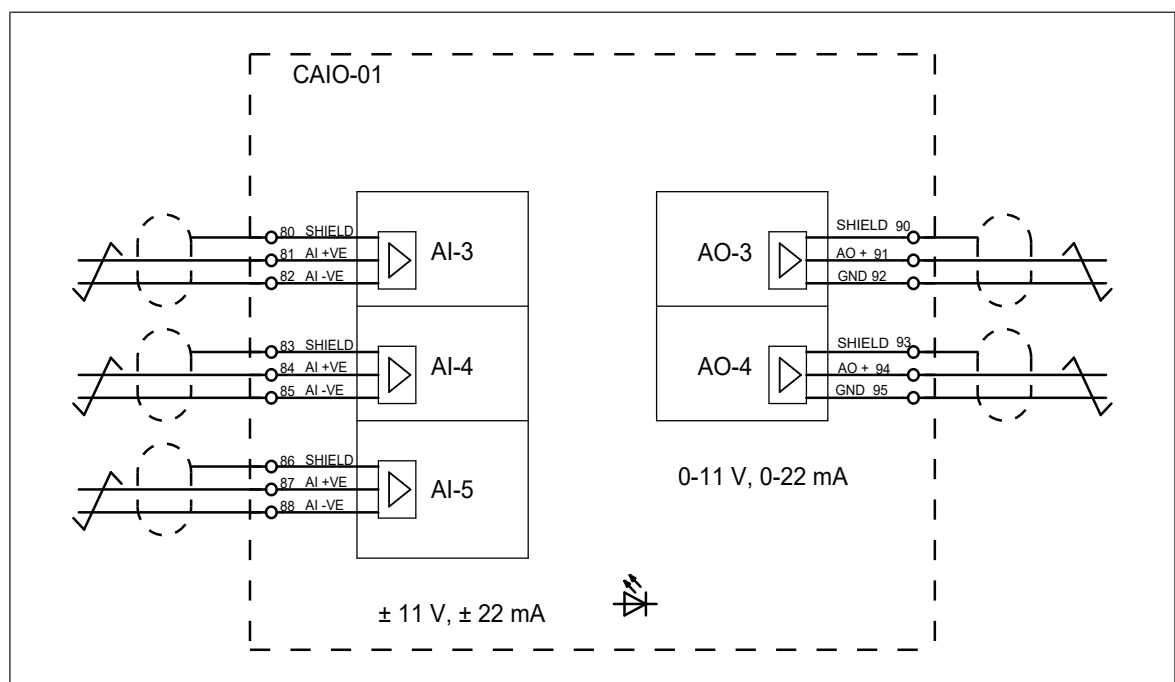 CAIO-01
80 SHIELD
81 AI +VE
82 AI -VE
AI-3
83 SHIELD
84 AI +VE
85 AI -VE
AI-4
86 SHIELD
87 AI +VE
88 AI -VE
AI-5
± 11 V, ± 22 mA
AO-3
SHIELD 90
AO + 91
GND 92
AO-4
SHIELD 93
AO + 94
GND 95
0-11 V, 0-22 mA